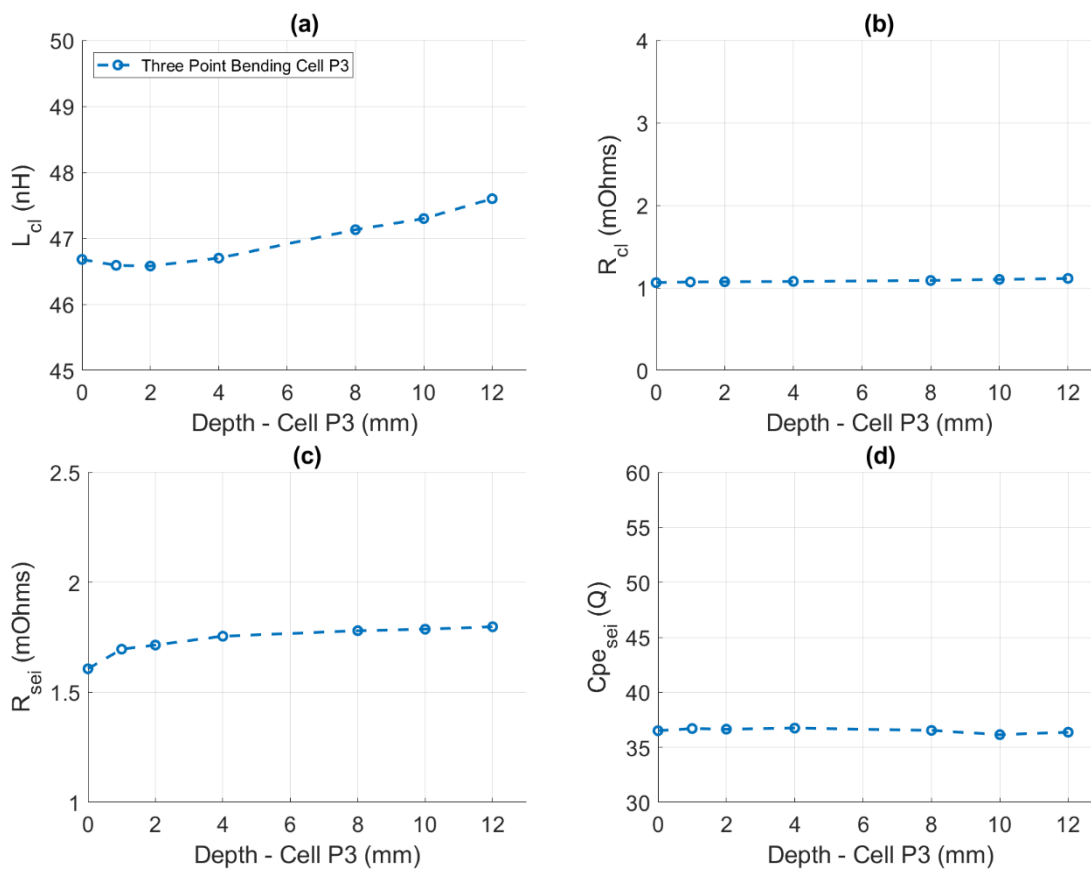 (a)
50
49
48
47
46
45
L_cl (nH)
Three Point Bending Cell P3
0 2 4 6 8 10 12
Depth - Cell P3 (mm)
(b)
4
3
2
1
0
R_cl (mOhms)
0 2 4 6 8 10 12
Depth - Cell P3 (mm)
(c)
2.5
2
1.5
1
R_sei (mOhms)
0 2 4 6 8 10 12
Depth - Cell P3 (mm)
(d)
60
55
50
45
40
35
30
Cpe_sei (Q)
0 2 4 6 8 10 12
Depth - Cell P3 (mm)